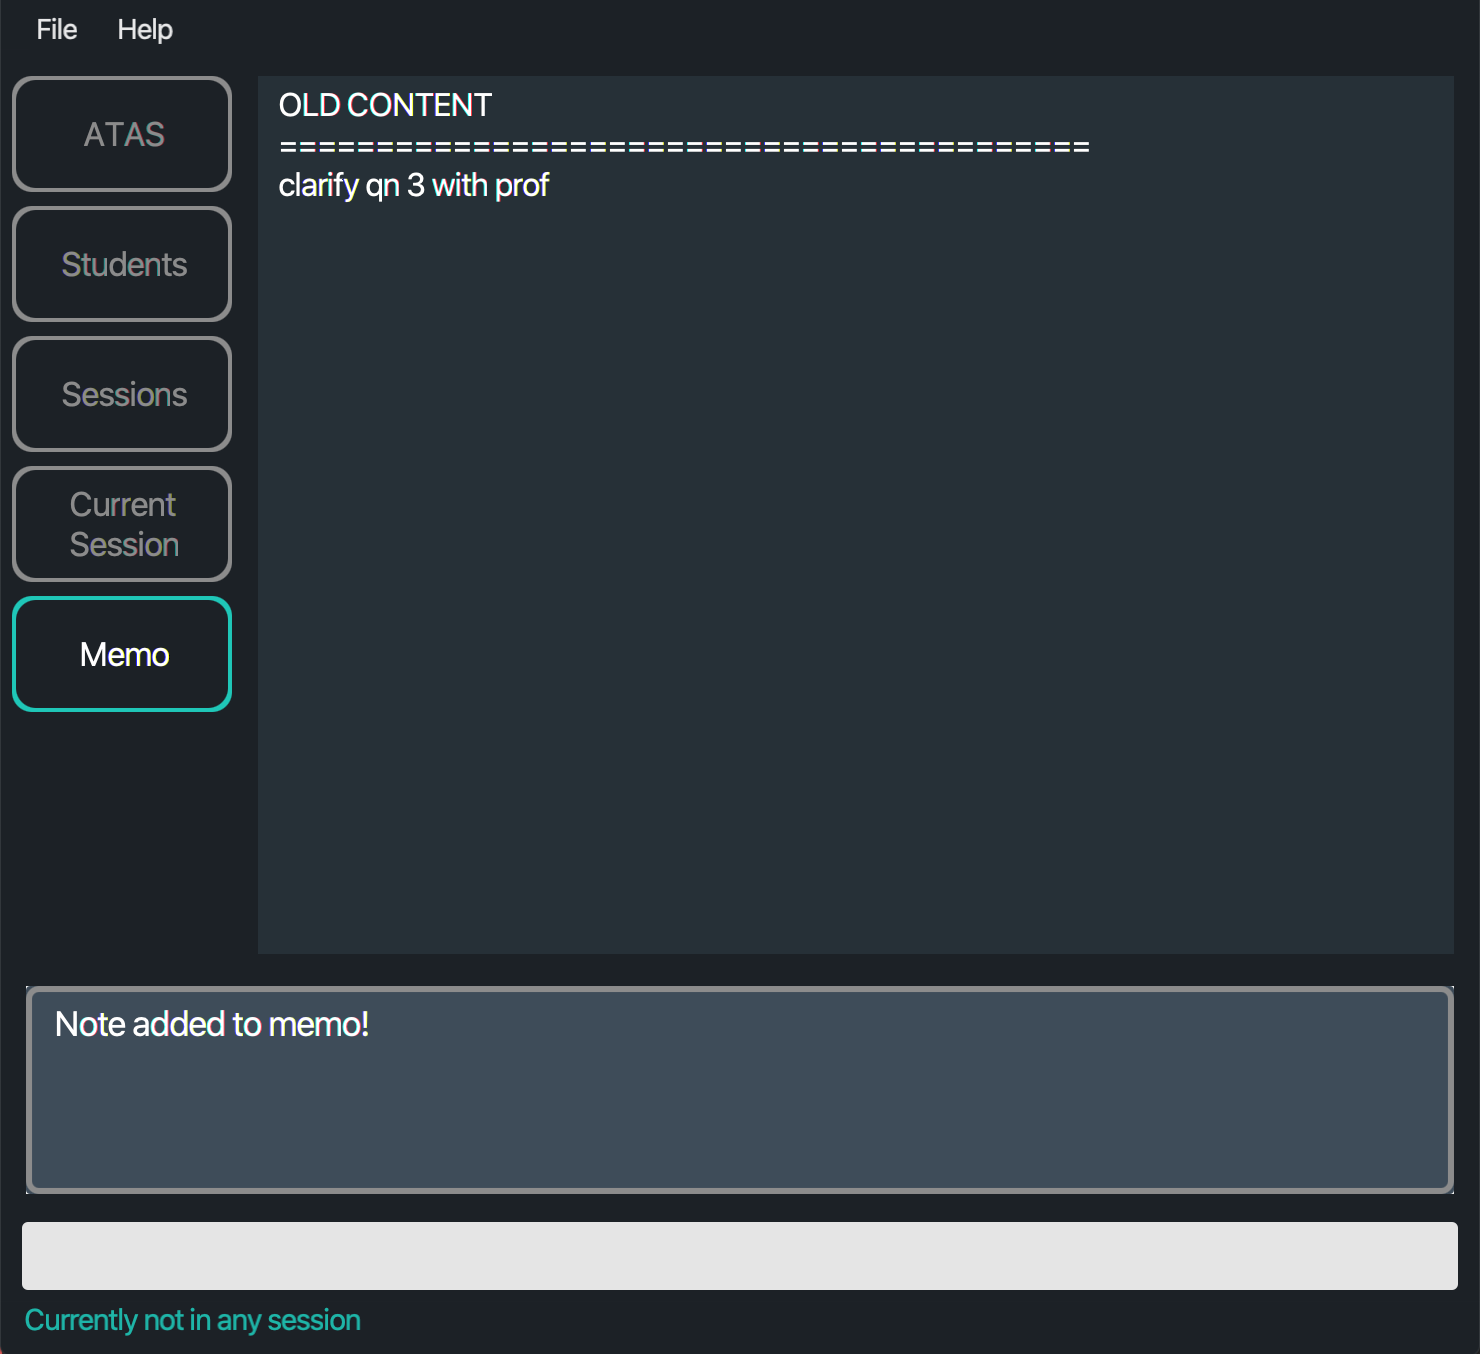 File Help
ATAS
Students
Sessions
Current
Session
Memo
OLD CONTENT
==========================================
clarify qn 3 with prof
Note added to memo!
Currently not in any session